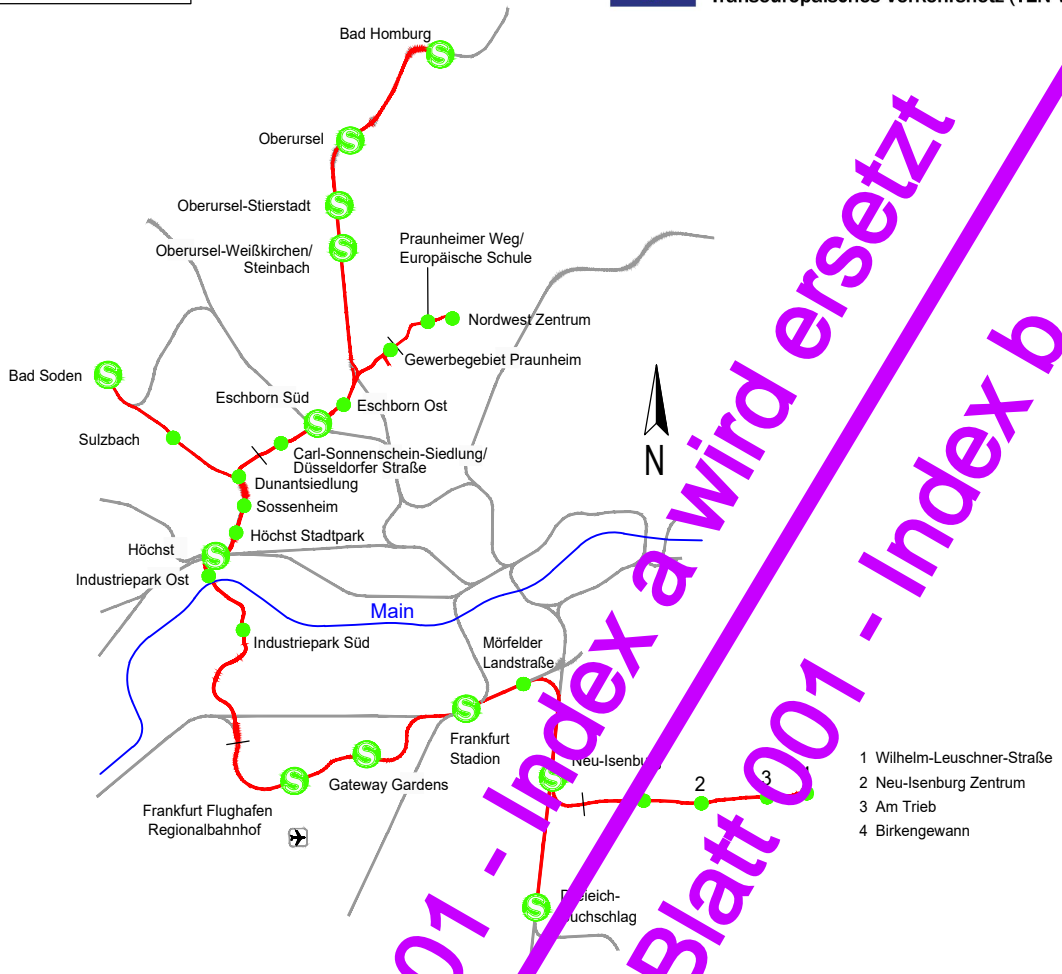 Bad Homburg
Oberursel
Oberursel-Stierstadt
Oberursel-Weißkirchen/
Steinbach
Praunheimer Weg/
Europäische Schule
Nordwest Zentrum
Gewerbegebiet Praunheim
Bad Soden
Eschborn Süd
Eschborn Ost
Sulzbach
Carl-Sonnenschein-Siedlung/
Düsseldorfer Straße
Dunantsiedlung
Sossenheim
Höchst Stadtpark
Höchst
Industriepark Ost
Main
Industriepark Süd
Mörfelder
Landstraße
Frankfurt
Stadion
Gateway Gardens
Frankfurt Flughafen
Regionalbahnhof
Neu-Isenburg
2
3
1 Wilhelm-Leuschner-Straße
2 Neu-Isenburg Zentrum
3 Am Trieb
4 Birkengewann
N
S
S
S
S
S
S
S
S
S
S
S
S
01 - Index a wird ersetzt
Blatt 001 - Index b